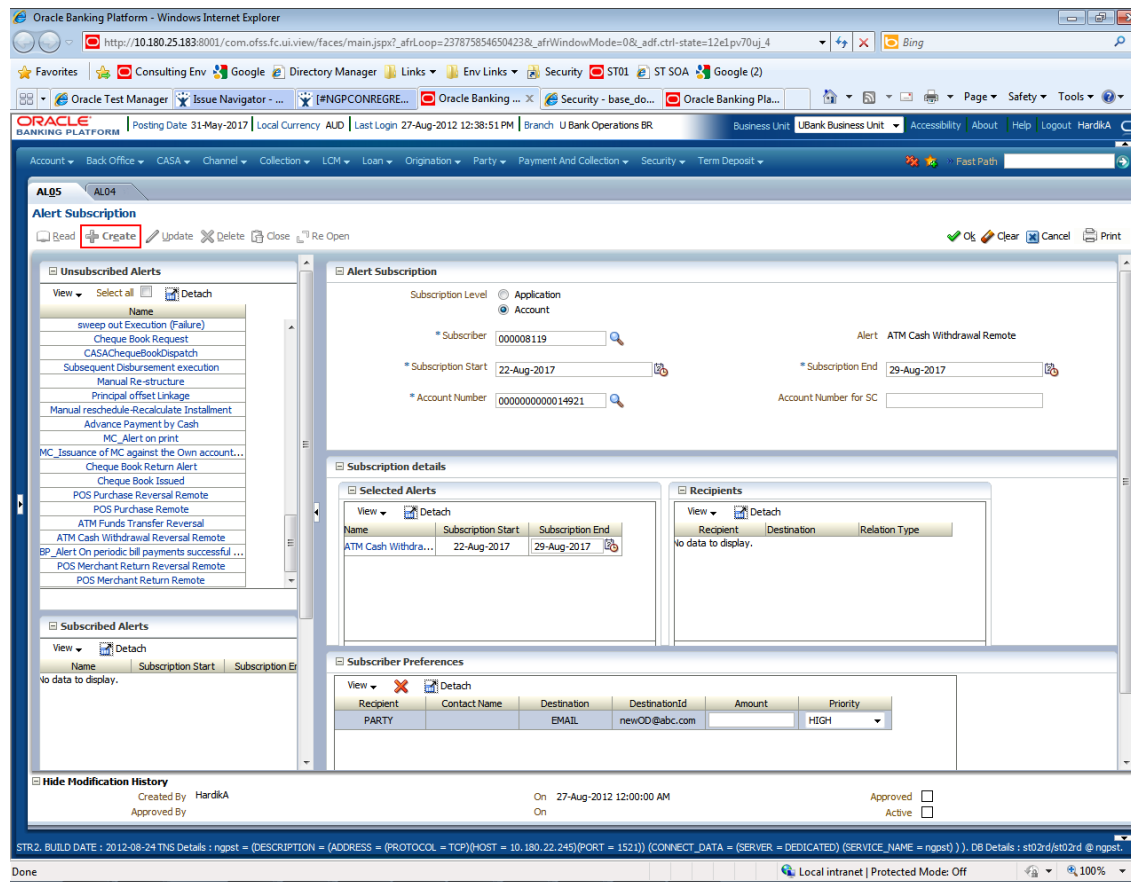 Oracle Banking Platform - Windows Internet Explorer
http://10.180.25.183:8001/com.ofss.fc.ui.view/faces/main.jspx?_afrLoop=237875854650423&_afrWindowMode=0&_adf.ctrl-state=12e1pv70uj_4
Bing
Favorites Consulting Env Google Directory Manager Links Env Links Security ST01 ST SOA Google (2)
Oracle Test Manager Issue Navigator - ... [#NGPCONREGRE... Oracle Banking ... X Security - base_do... Oracle Banking Pla... Page Safety Tools
ORACLE BANKING PLATFORM Posting Date 31-May-2017 Local Currency AUD Last Login 27-Aug-2012 12:38:51 PM Branch U Bank Operations BR Business Unit UBank Business Unit Accessibility About Help Logout HardikA
Account Back Office CASA Channel Collection LCM Loan Origination Party Payment And Collection Security Term Deposit Fast Path
AL05 AL04
Alert Subscription
Read Create Update Delete Close Re Open Ok Clear Cancel Print
Unsubscribed Alerts
View Select all Detach
Name
sweep out Execution (Failure)
Cheque Book Request
CASAChequeBookDispatch
Subsequent Disbursement execution
Manual Re-structure
Principal offset Linkage
Manual reschedule-Recalculate Installment
Advance Payment by Cash
MC_Alert on print
MC_Issuance of MC against the Own account...
Cheque Book Return Alert
Cheque Book Issued
POS Purchase Reversal Remote
POS Purchase Remote
ATM Funds Transfer Reversal
ATM Cash Withdrawal Reversal Remote
BP_Alert On periodic bill payments successful ...
POS Merchant Return Reversal Remote
POS Merchant Return Remote
Subscribed Alerts
View Detach
Name Subscription Start Subscription En
No data to display.
Alert Subscription
Subscription Level Application
Account
* Subscriber 000008119 Alert ATM Cash Withdrawal Remote
* Subscription Start 22-Aug-2017 * Subscription End 29-Aug-2017
* Account Number 0000000000014921 Account Number for SC
Subscription details
Selected Alerts
View Detach
Name Subscription Start Subscription End
ATM Cash Withdra... 22-Aug-2017 29-Aug-2017
Recipients
View Detach
Recipient Destination Relation Type
No data to display.
Subscriber Preferences
View Detach
Recipient Contact Name Destination DestinationId Amount Priority
PARTY EMAIL newOD@abc.com HIGH
Hide Modification History
Created By HardikA On 27-Aug-2012 12:00:00 AM Approved
Approved By On Active
STR2. BUILD DATE : 2012-08-24 TNS Details : ngpst = (DESCRIPTION = (ADDRESS = (PROTOCOL = TCP)(HOST = 10.180.22.245)(PORT = 1521)) (CONNECT_DATA = (SERVER = DEDICATED) (SERVICE_NAME = ngpst) ) ). DB Details : st02rd/st02rd @ ngpst.
Done Local intranet | Protected Mode: Off 100%